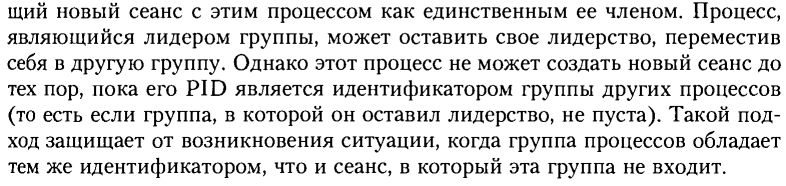 щий новый сеанс с этим процессом как единственным ее членом. Процесс,
являющийся лидером группы, может оставить свое лидерство, переместив
себя в другую группу. Однако этот процесс не может создать новый сеанс до
тех пор, пока его PID является идентификатором группы других процессов
(то есть если группа, в которой он оставил лидерство, не пуста). Такой под-
ход защищает от возникновения ситуации, когда группа процессов обладает
тем же идентификатором, что и сеанс, в который эта группа не входит.